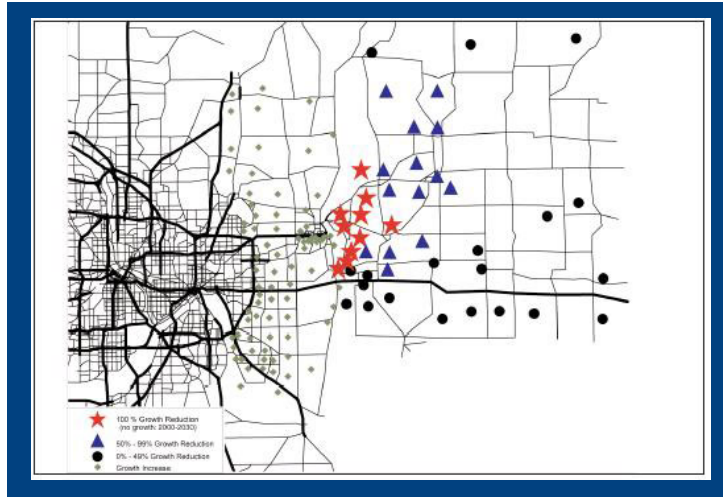 100 % Growth Reduction
(no growth: 2000-2030)
50% - 99% Growth Reduction
0% - 49% Growth Reduction
Growth Increase